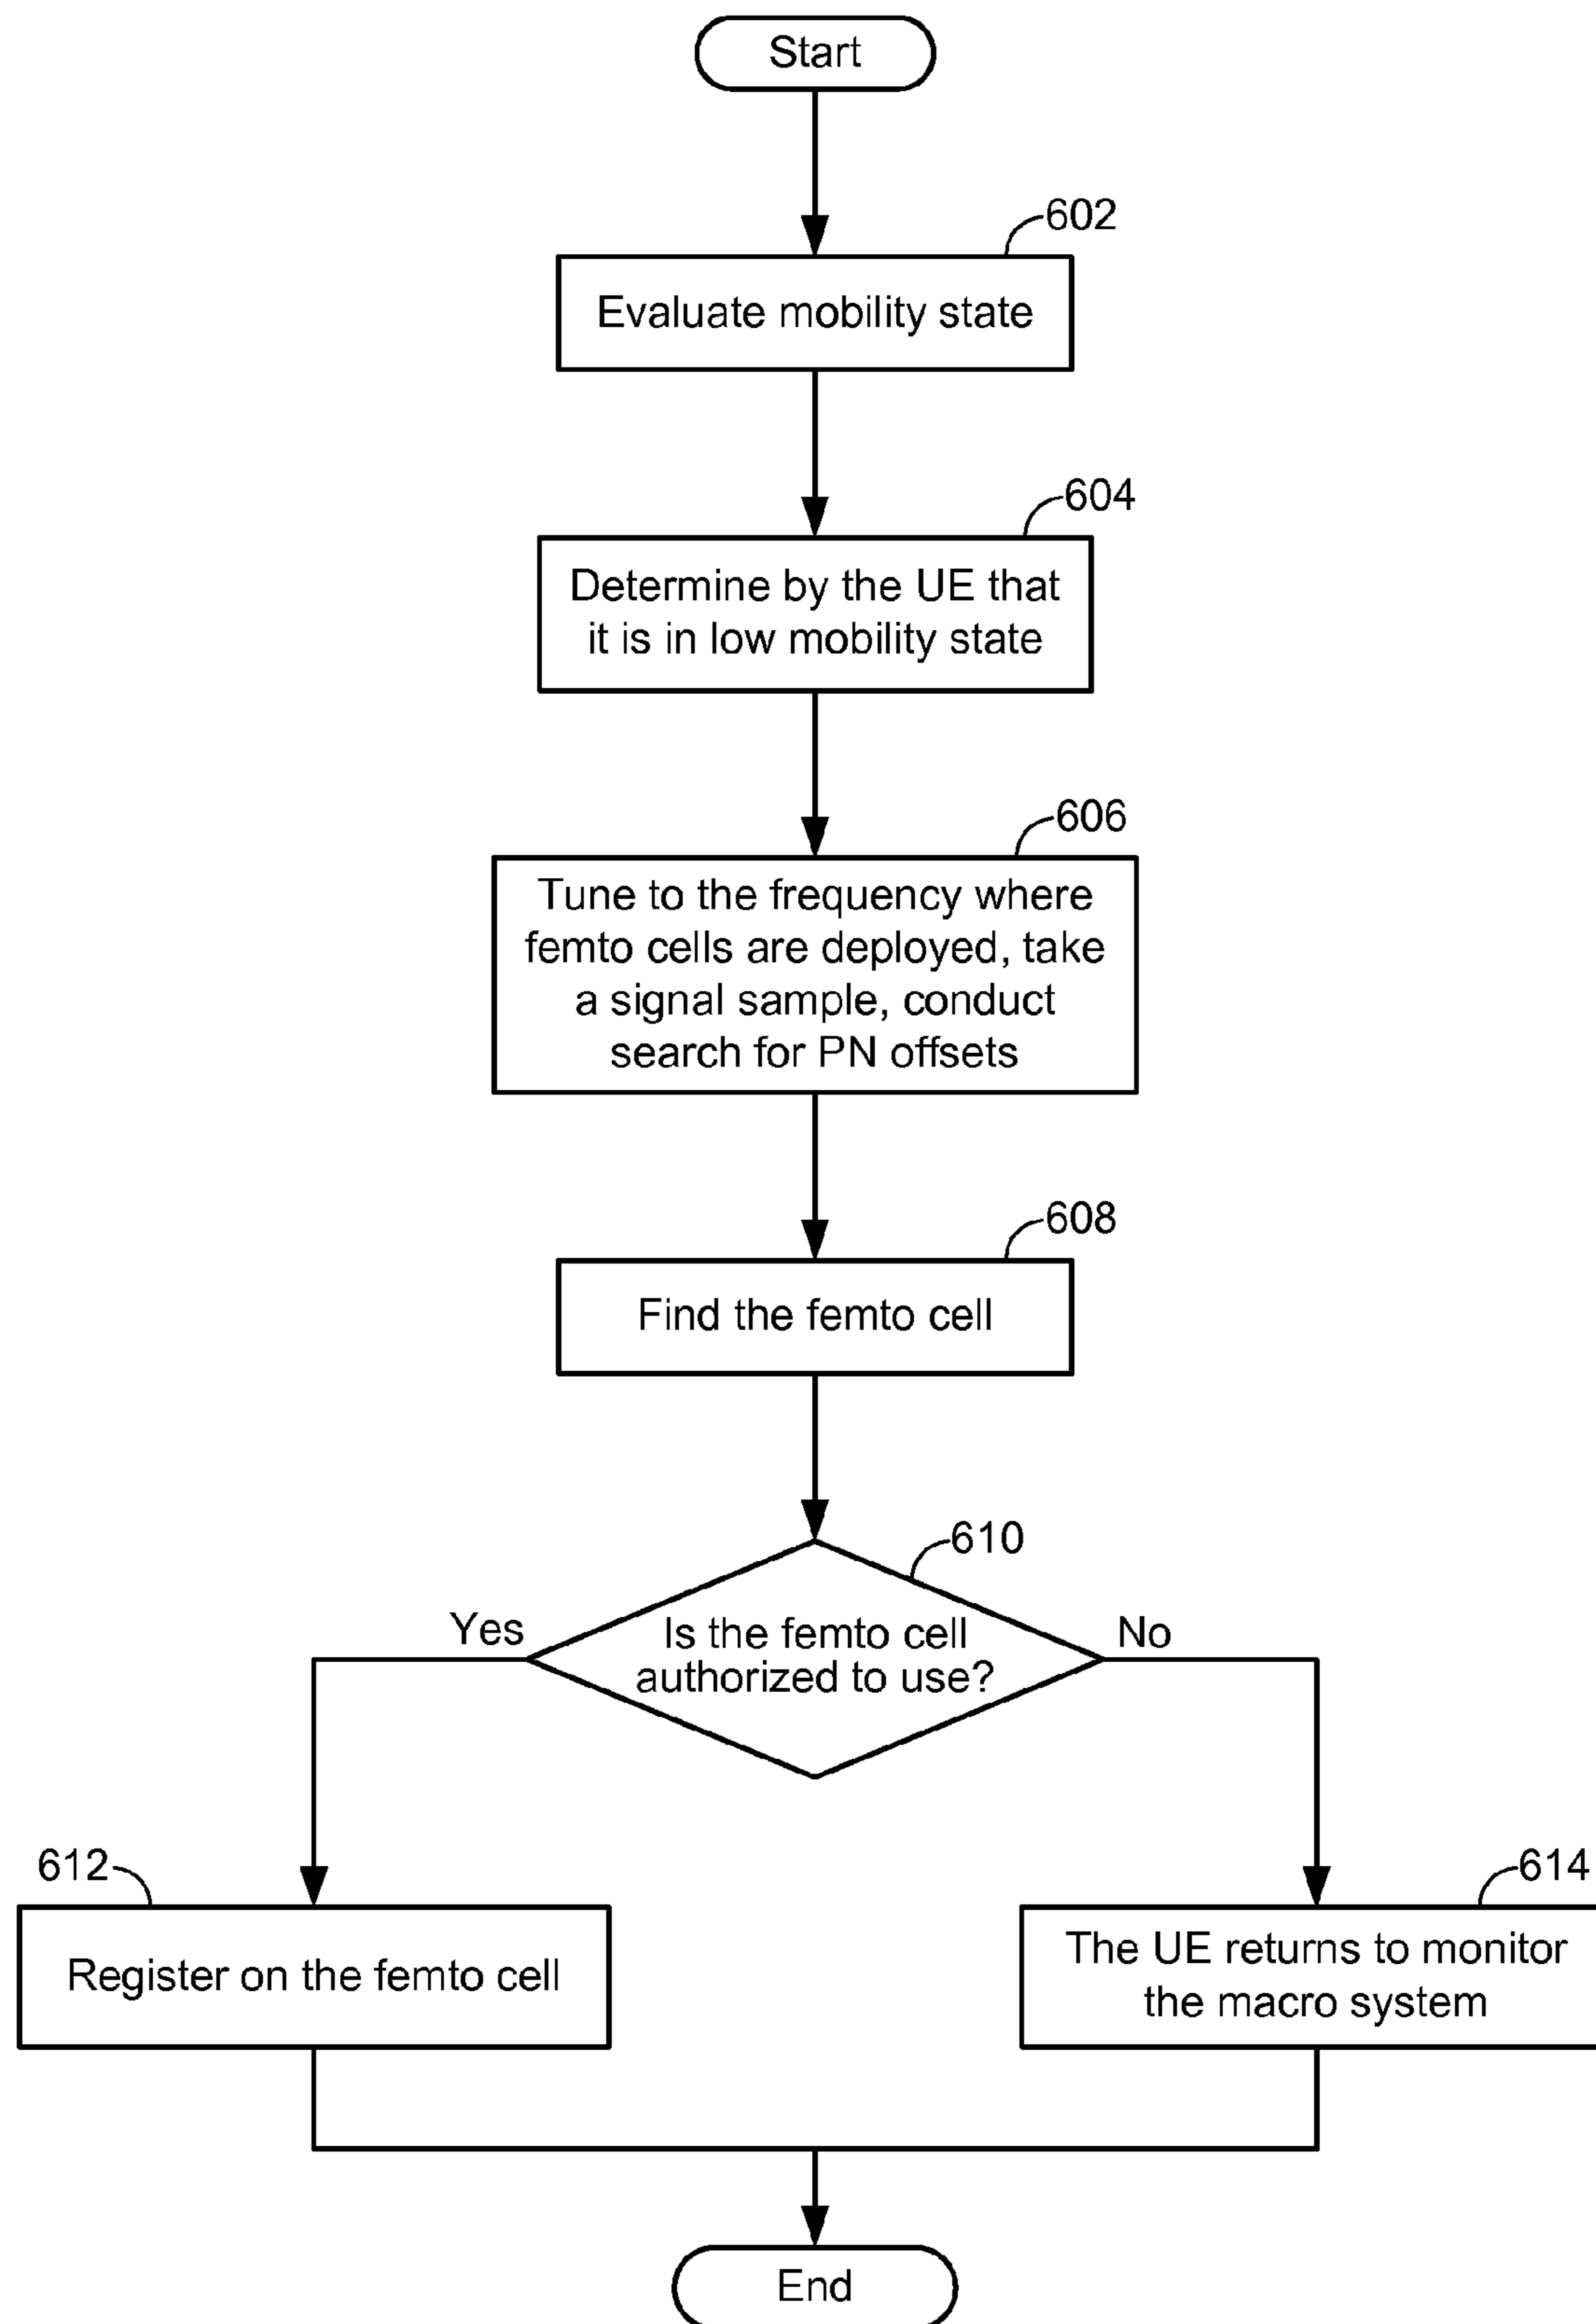 Start
602
Evaluate mobility state
604
Determine by the UE that
it is in low mobility state
606
Tune to the frequency where
femto cells are deployed, take
a signal sample, conduct
search for PN offsets
608
Find the femto cell
610
Is the femto cell
authorized to use?
Yes
No
612
Register on the femto cell
614
The UE returns to monitor
the macro system
End